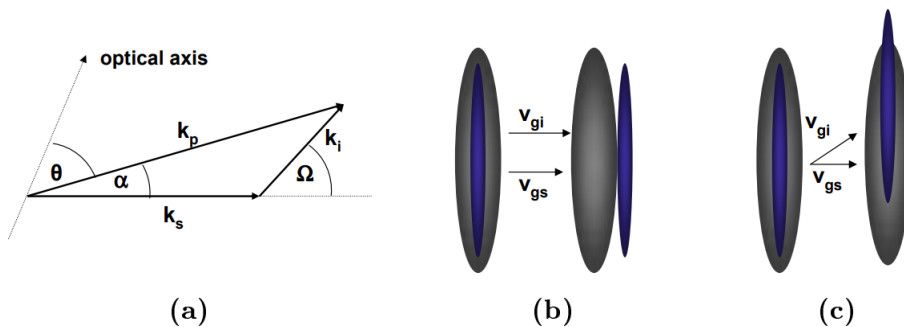 optical axis
k_p
k_i
θ
α
Ω
k_s
v_gi
v_gs
v_gi
v_gs
(a)
(b)
(c)